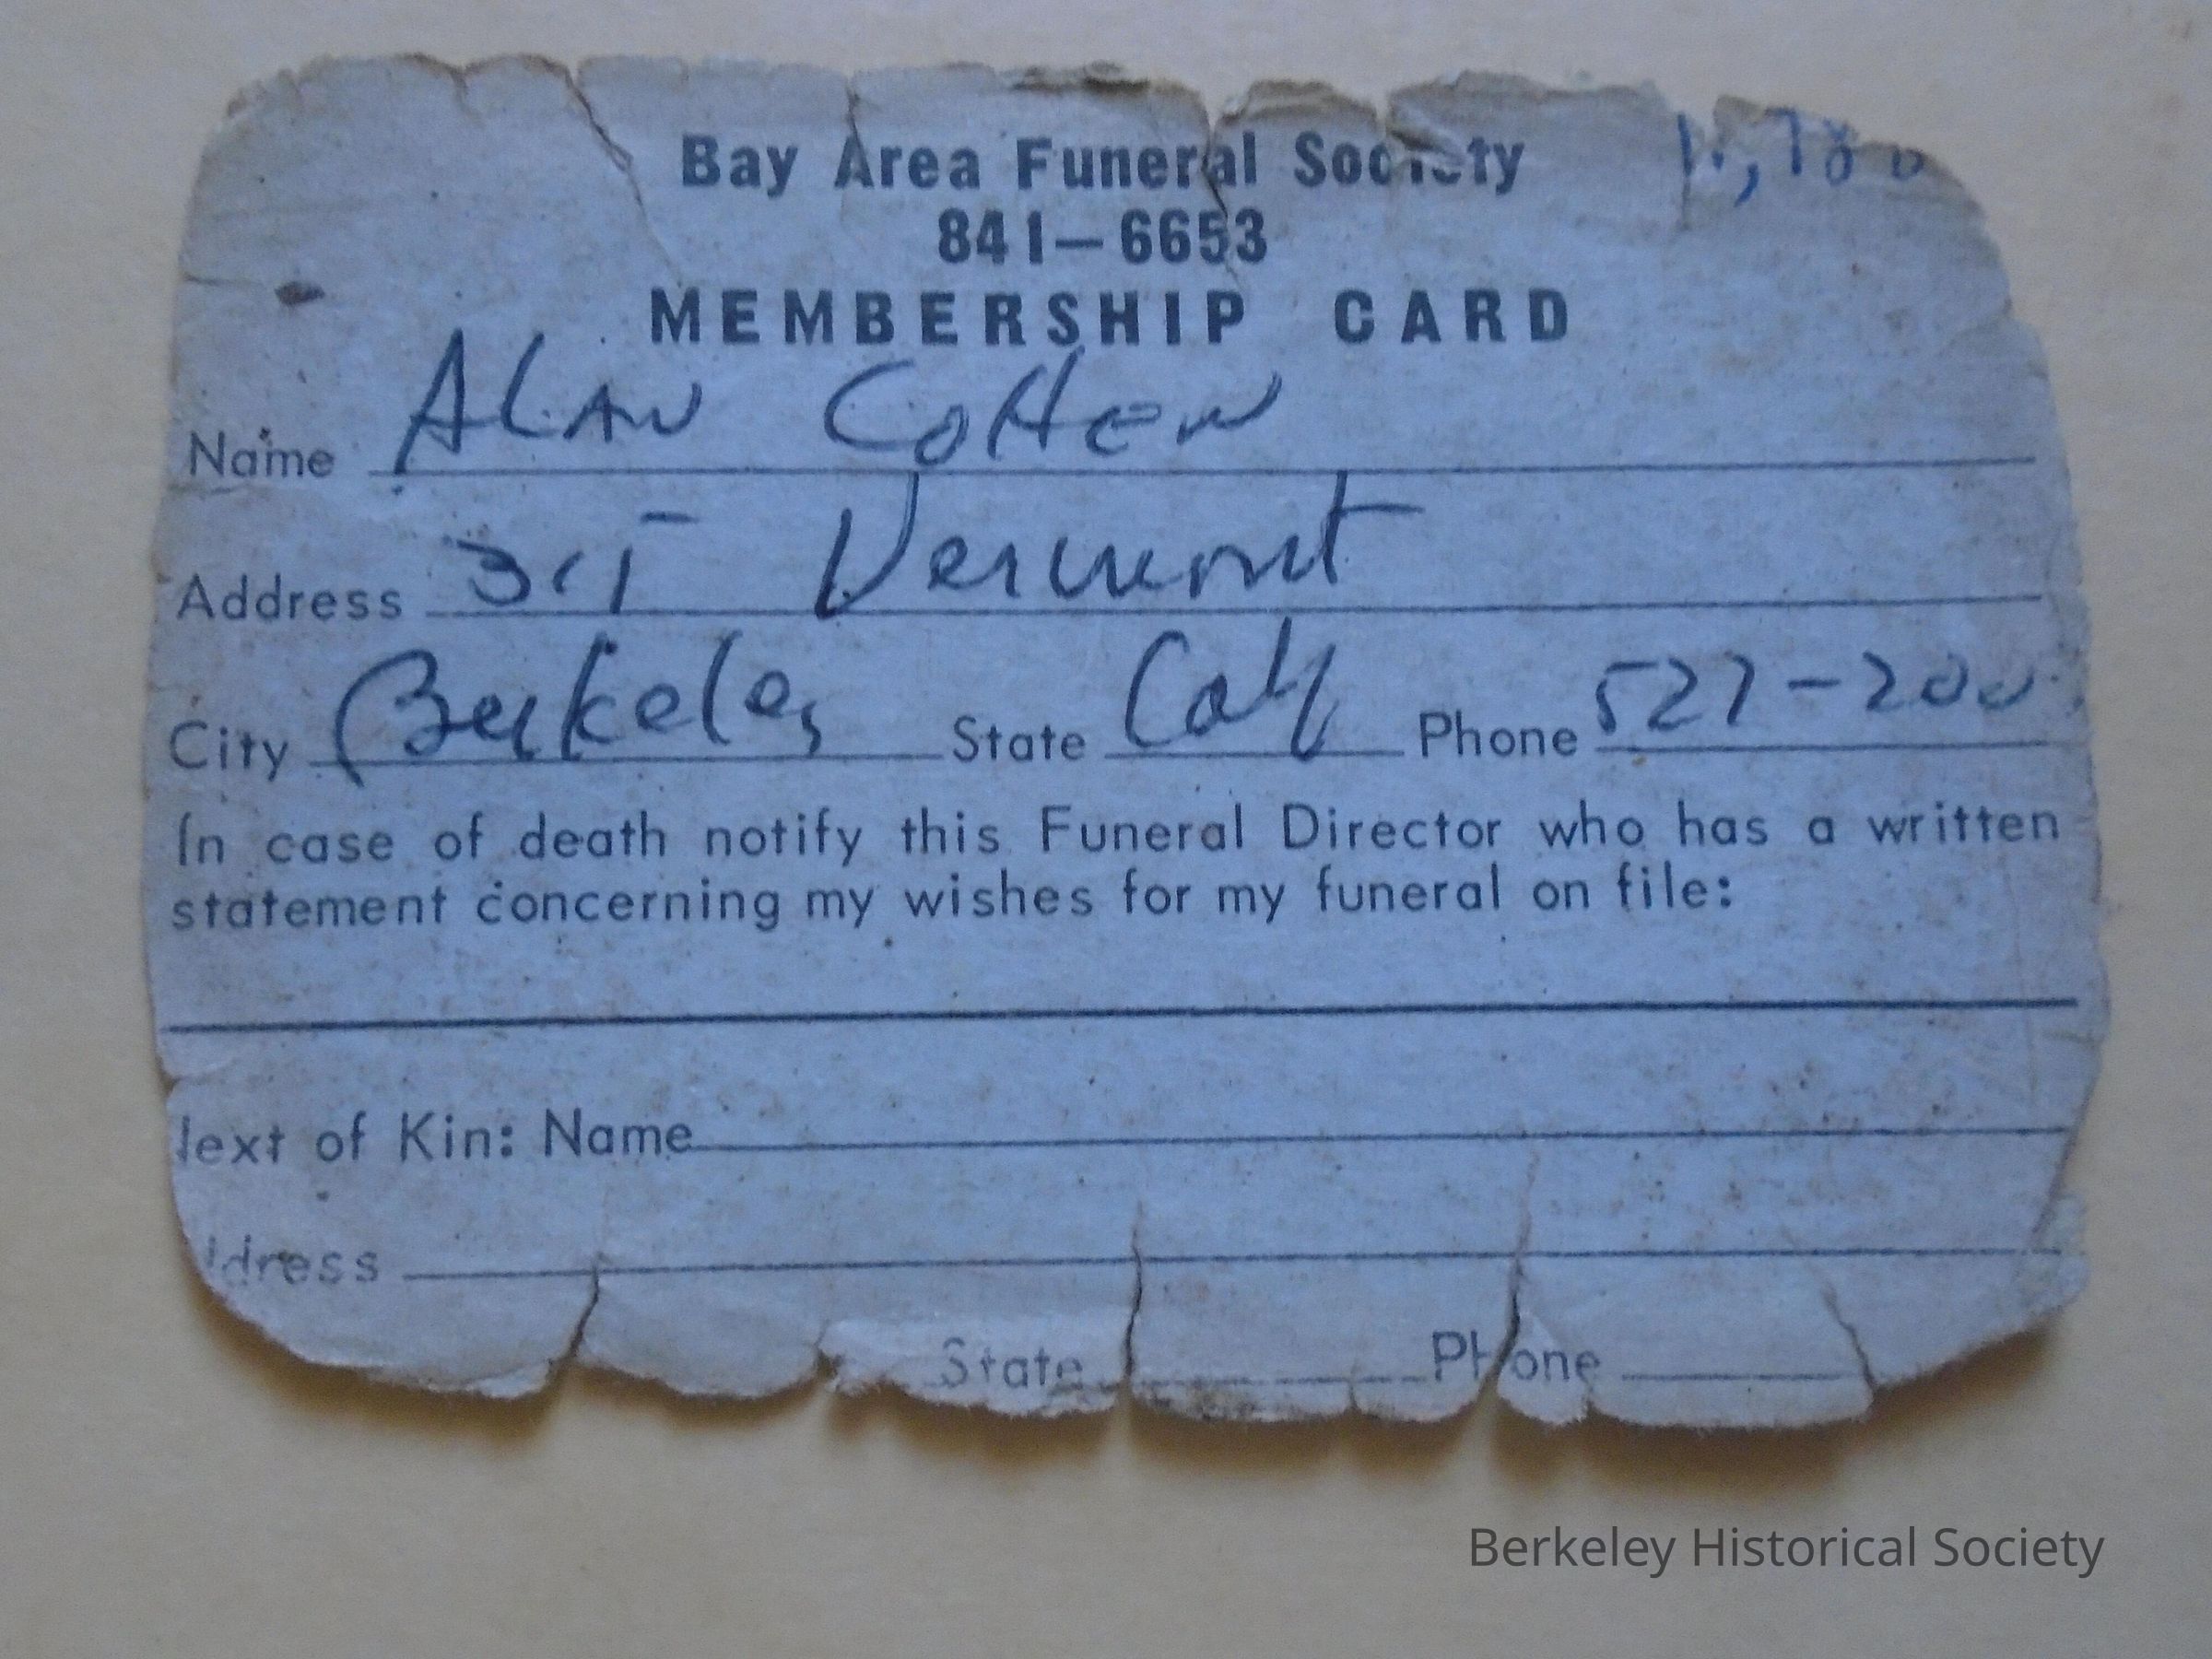 Bay Area Funeral Society
841-6653
MEMBERSHIP CARD
Name Alan Cohen
Address Vermont
City Berkeley State Calif Phone
In case of death notify this Funeral Director who has a written
statement concerning my wishes for my funeral on file:
Next of Kin: Name
dress
State Phone
Berkeley Historical Society